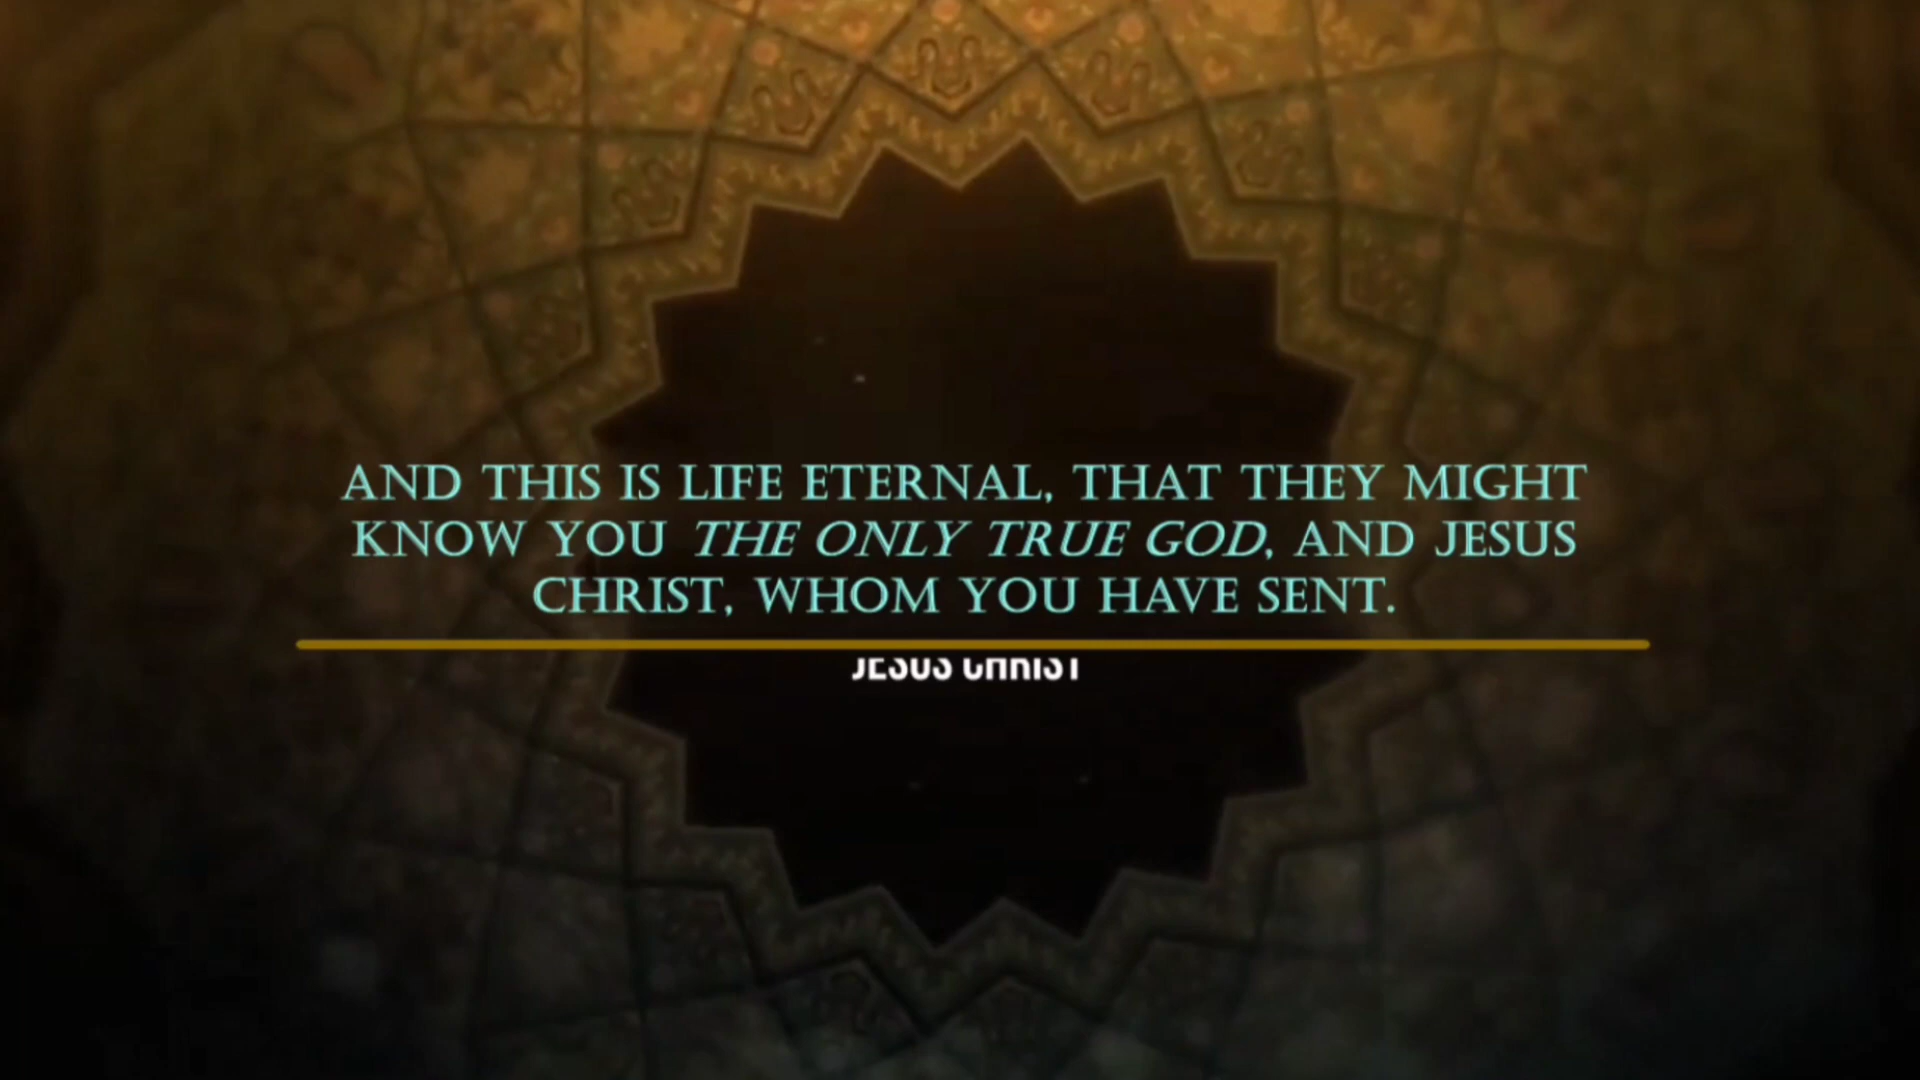 AND THIS IS LIFE ETERNAL, THAT THEY MIGHT
KNOW YOU THE ONLY TRUE GOD, AND JESUS
CHRIST, WHOM YOU HAVE SENT.
JESUS CHRIST